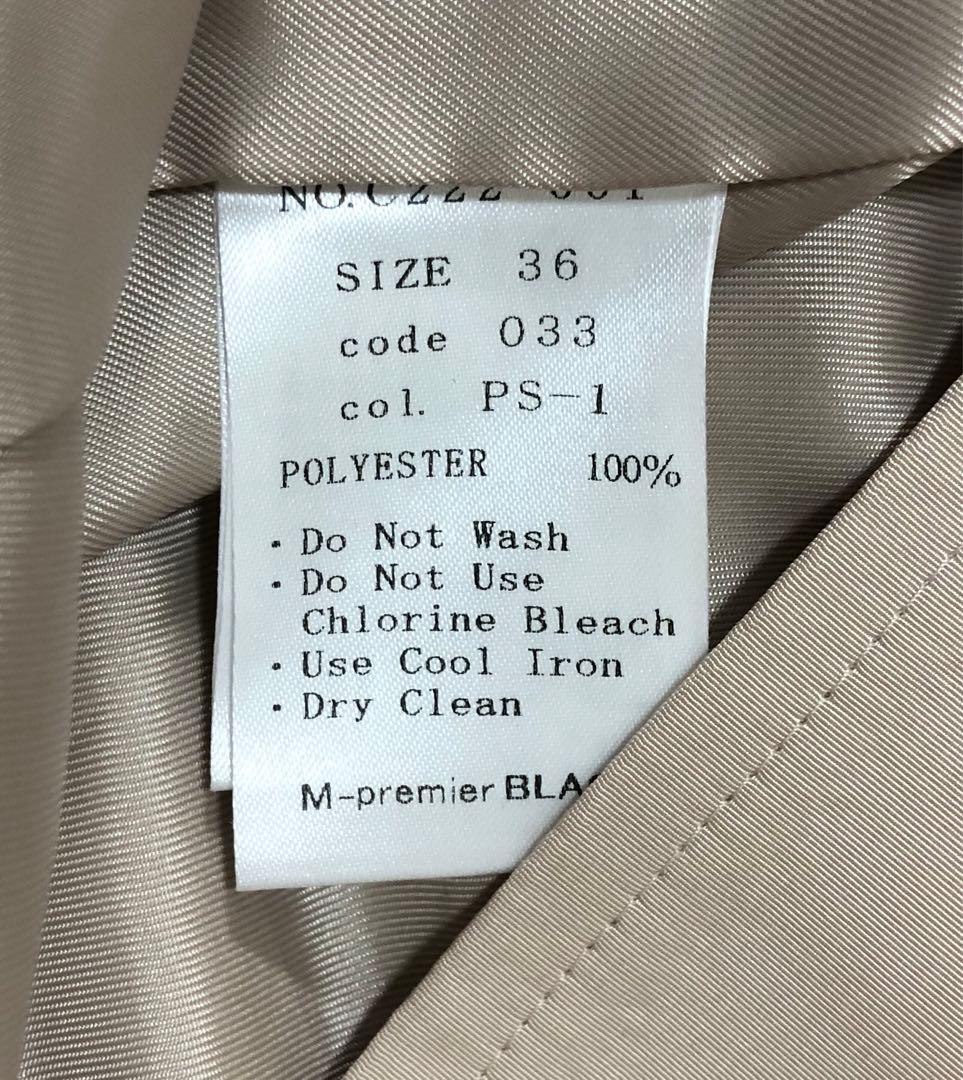 NO.
SIZE 36
code 033
col. PS-1
POLYESTER 100%
· Do Not Wash
· Do Not Use
Chlorine Bleach
· Use Cool Iron
· Dry Clean
M-premier